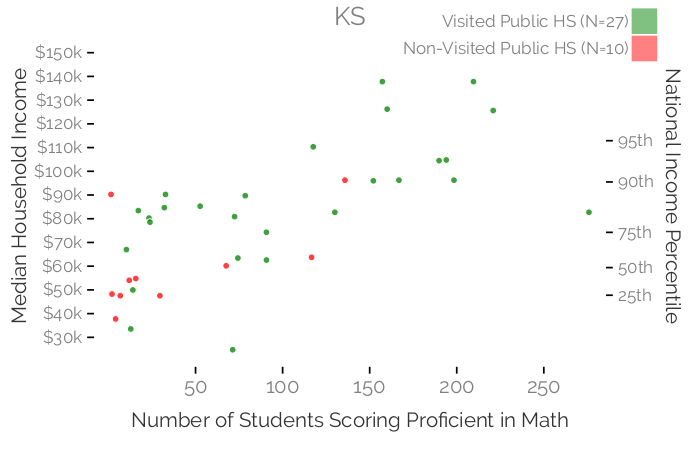 KS
Visited Public HS (N=27)
Non-Visited Public HS (N=10)
Median Household Income
$150k
$140k
$130k
$120k
$110k
$100k
$90k
$80k
$70k
$60k
$50k
$40k
$30k
National Income Percentile
95th
90th
75th
50th
25th
50 100 150 200 250
Number of Students Scoring Proficient in Math